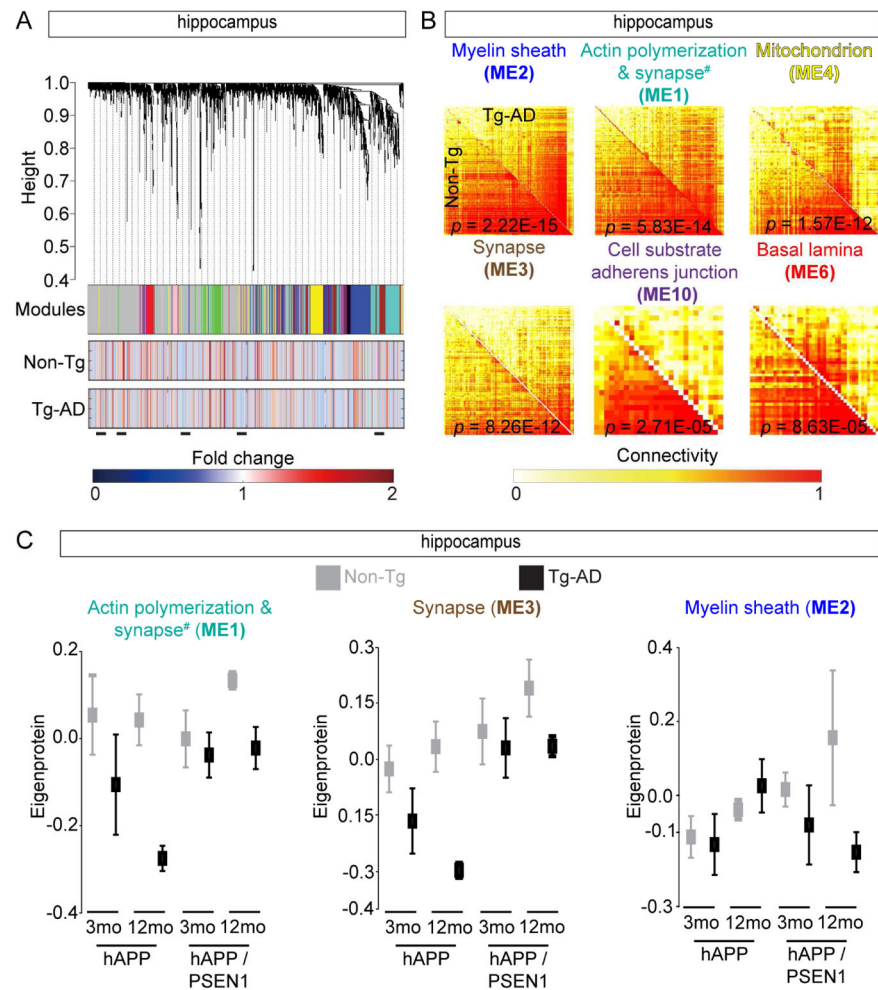 A
hippocampus
1.0
0.9
0.8
0.7
0.6
0.5
0.4
Height
Modules
Non-Tg
Tg-AD
Fold change
0 1 2
B
hippocampus
Myelin sheath
(ME2)
Actin polymerization
& synapse#
(ME1)
Mitochondrion
(ME4)
Tg-AD
Non-Tg
p = 2.22E-15
p = 5.83E-14
p = 1.57E-12
Synapse
(ME3)
Cell substrate
adherens junction
(ME10)
Basal lamina
(ME6)
p = 8.26E-12
p = 2.71E-05
p = 8.63E-05
Connectivity
0 1
C
hippocampus
Non-Tg
Tg-AD
Actin polymerization &
synapse# (ME1)
0.2
0.0
-0.2
-0.4
Eigenprotein
3mo 12mo 3mo 12mo
hAPP hAPP /
PSEN1
Synapse (ME3)
0.3
0.15
0.0
0.15
-0.3
-0.4
Eigenprotein
3mo 12mo 3mo 12mo
hAPP hAPP /
PSEN1
Myelin sheath (ME2)
0.4
0.2
0.0
-0.1
-0.3
Eigenprotein
3mo 12mo 3mo 12mo
hAPP hAPP /
PSEN1